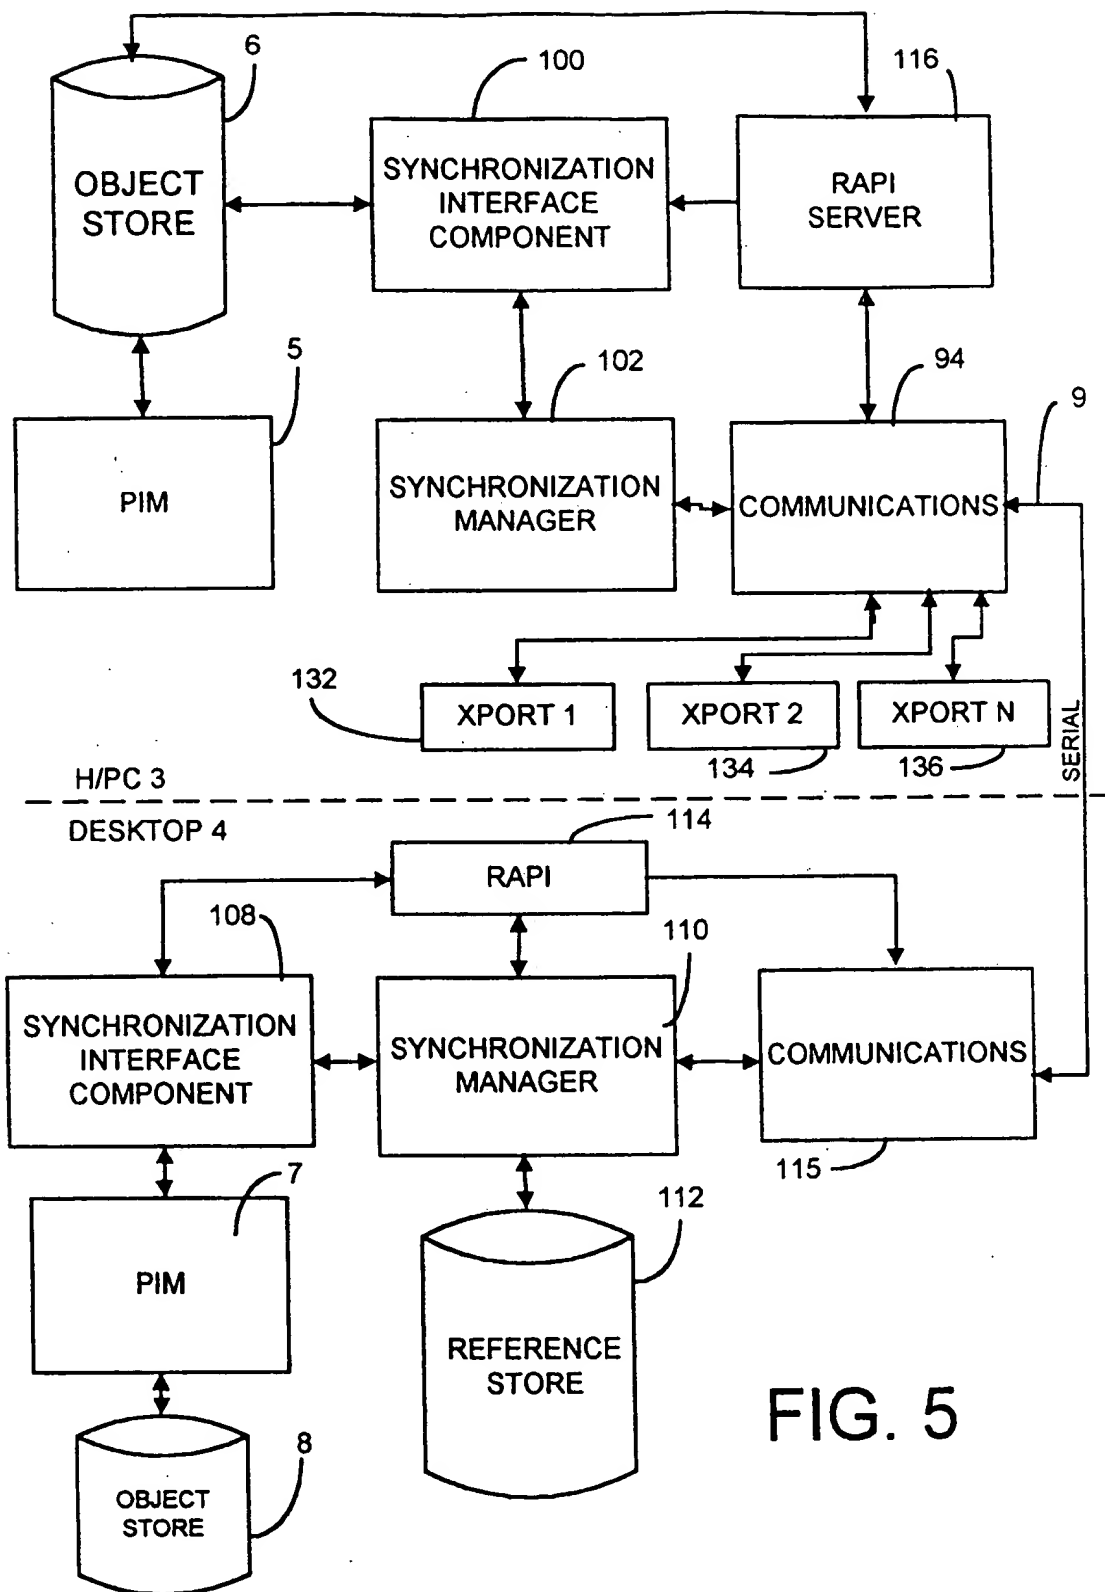 6
100
116
OBJECT
STORE
SYNCHRONIZATION
INTERFACE
COMPONENT
RAPI
SERVER
5
102
94
9
PIM
SYNCHRONIZATION
MANAGER
COMMUNICATIONS
132
XPORT 1
XPORT 2
XPORT N
134
136
SERIAL
H/PC 3
DESKTOP 4
114
RAPI
108
110
SYNCHRONIZATION
INTERFACE
COMPONENT
SYNCHRONIZATION
MANAGER
COMMUNICATIONS
115
7
112
PIM
REFERENCE
STORE
FIG. 5
8
OBJECT
STORE